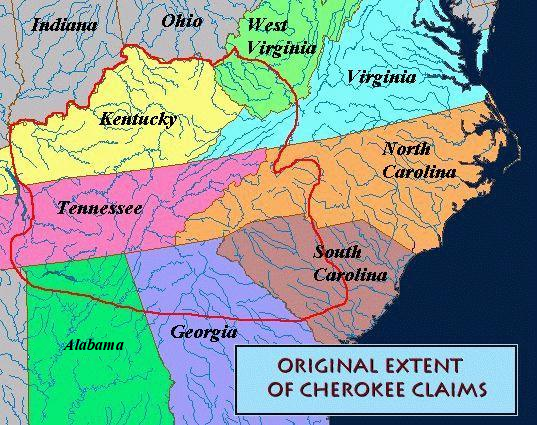 Indiana
Ohio
West
Virginia
Virginia
Kentucky
North
Carolina
Tennessee
South
Carolina
Georgia
Alabama
ORIGINAL EXTENT
OF CHEROKEE CLAIMS